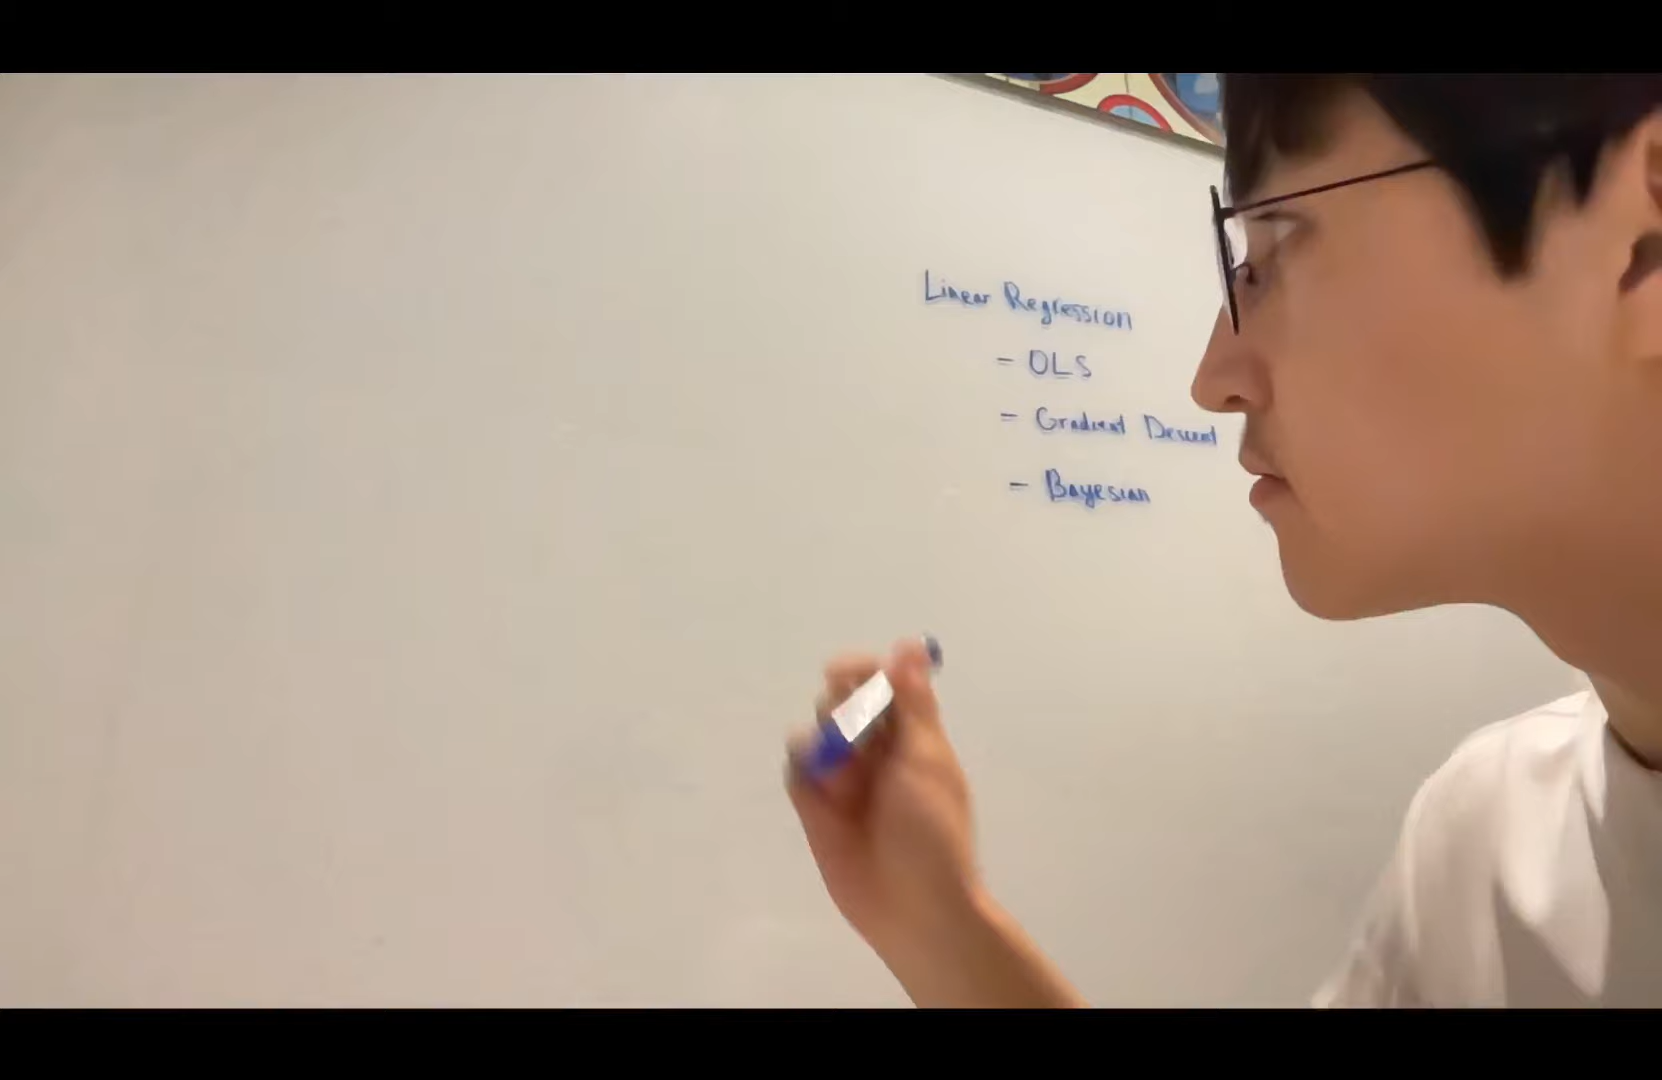 Linear Regression
- OLS
- Gradient Descent
- Bayesian